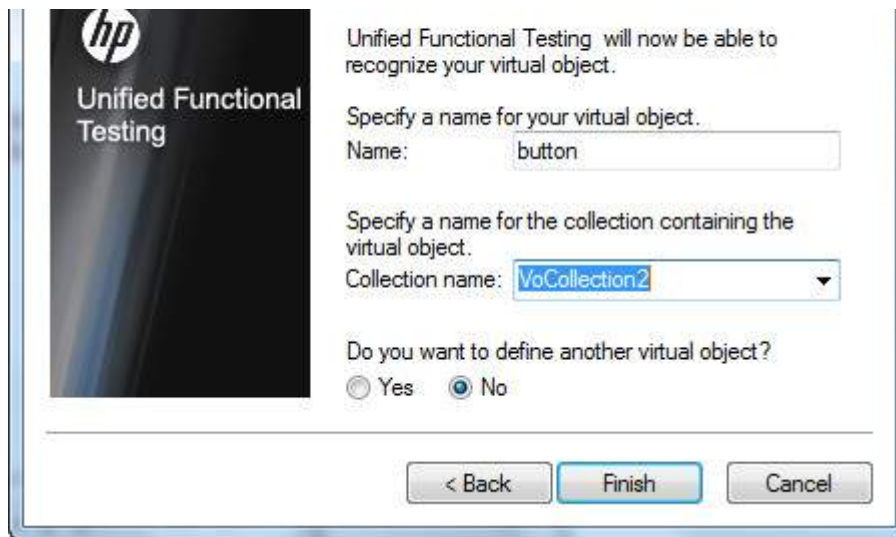 hp
Unified Functional
Testing
Unified Functional Testing will now be able to
recognize your virtual object.
Specify a name for your virtual object.
Name: button
Specify a name for the collection containing the
virtual object.
Collection name: VoCollection2
Do you want to define another virtual object?
Yes No
< Back Finish Cancel